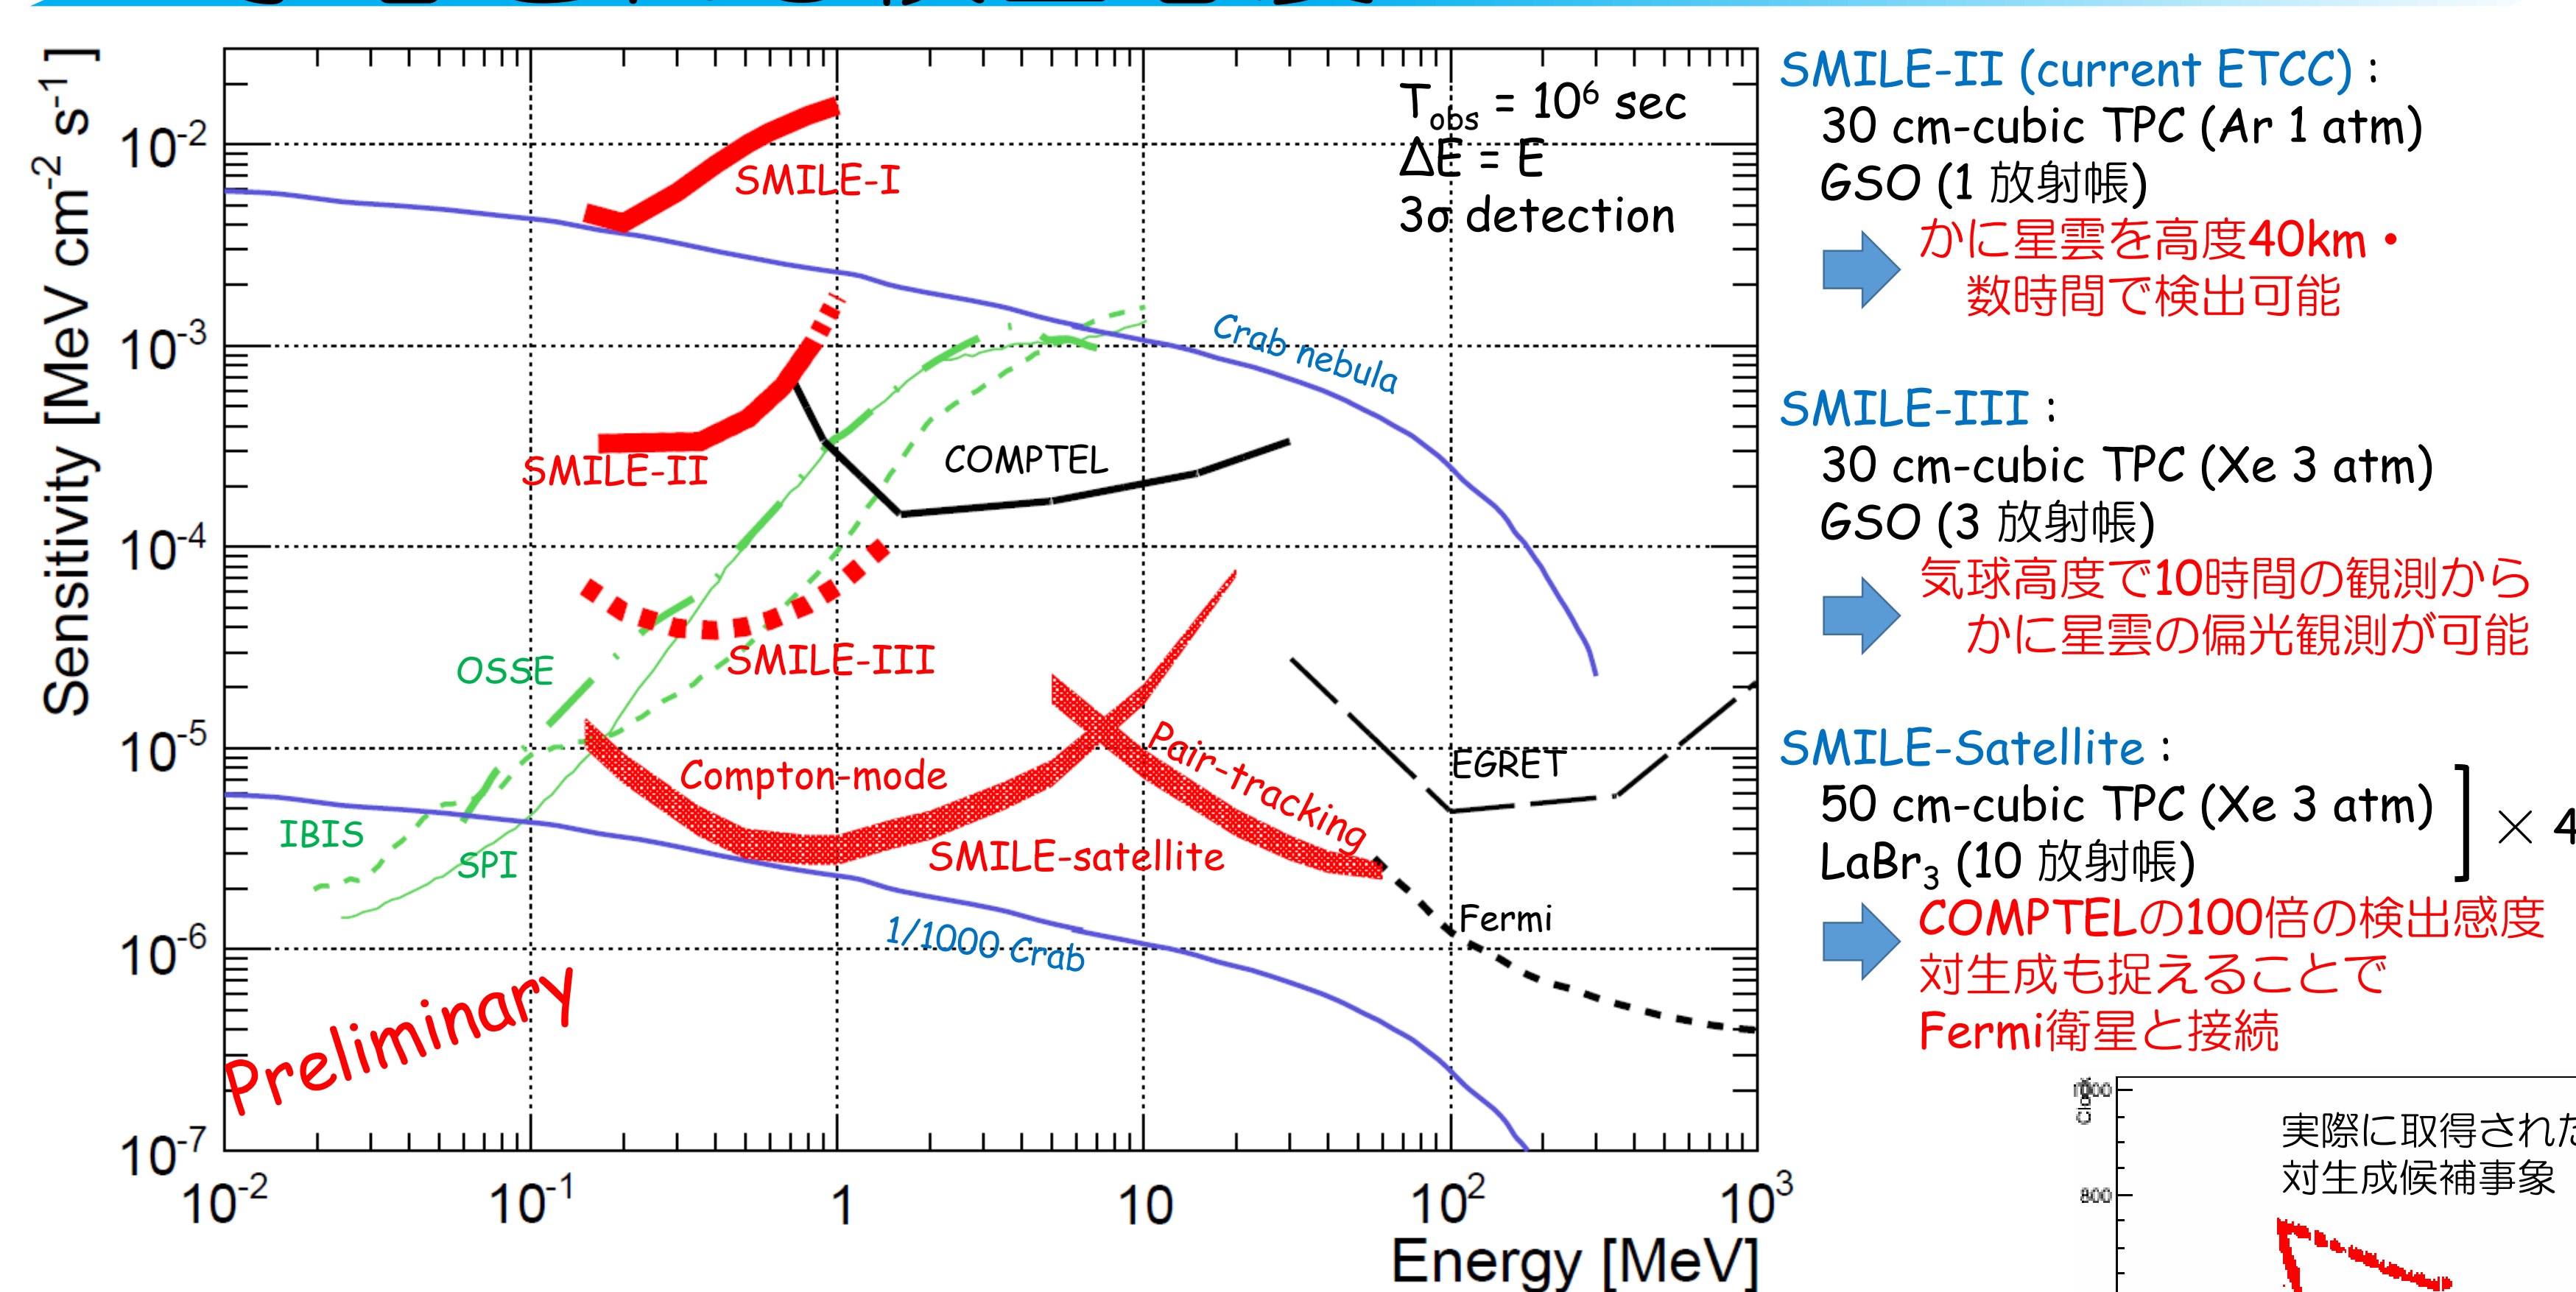 Sensitivity [MeV cm⁻² s⁻¹]
10⁻²
10⁻³
10⁻⁴
10⁻⁵
10⁻⁶
10⁻⁷
10⁻²
10⁻¹
1
10
10²
10³
Energy [MeV]
T_obs = 10⁶ sec
ΔE = E
3σ detection
SMILE-I
Crab nebula
SMILE-II
COMPTEL
SMILE-III
OSSE
IBIS
SPI
Compton-mode
Pair-tracking
SMILE-satellite
EGRET
Fermi
1/1000 Crab
Preliminary
SMILE-II (current ETCC) :
30 cm-cubic TPC (Ar 1 atm)
GSO (1 放射帳)
かに星雲を高度40km・
数時間で検出可能
SMILE-III :
30 cm-cubic TPC (Xe 3 atm)
GSO (3 放射帳)
気球高度で10時間の観測から
かに星雲の偏光観測が可能
SMILE-Satellite :
50 cm-cubic TPC (Xe 3 atm)
LaBr₃ (10 放射帳)
× 4
COMPTELの100倍の検出感度
対生成も捉えることで
Fermi衛星と接続
実際に取得された
対生成候補事象
800